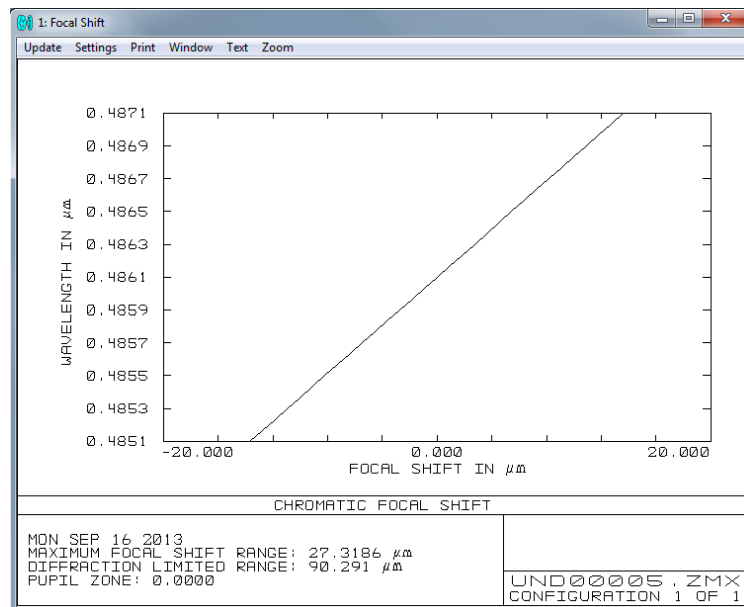 1: Focal Shift
Update Settings Print Window Text Zoom
0.4871
0.4869
0.4867
0.4865
0.4863
0.4861
0.4859
0.4857
0.4855
0.4853
0.4851
WAVELENGTH IN µm
-20.000 0.000 20.000
FOCAL SHIFT IN µm
CHROMATIC FOCAL SHIFT
MON SEP 16 2013
MAXIMUM FOCAL SHIFT RANGE: 27.3186 µm
DIFFRACTION LIMITED RANGE: 90.291 µm
PUPIL ZONE: 0.0000
UND00005.ZMX
CONFIGURATION 1 OF 1